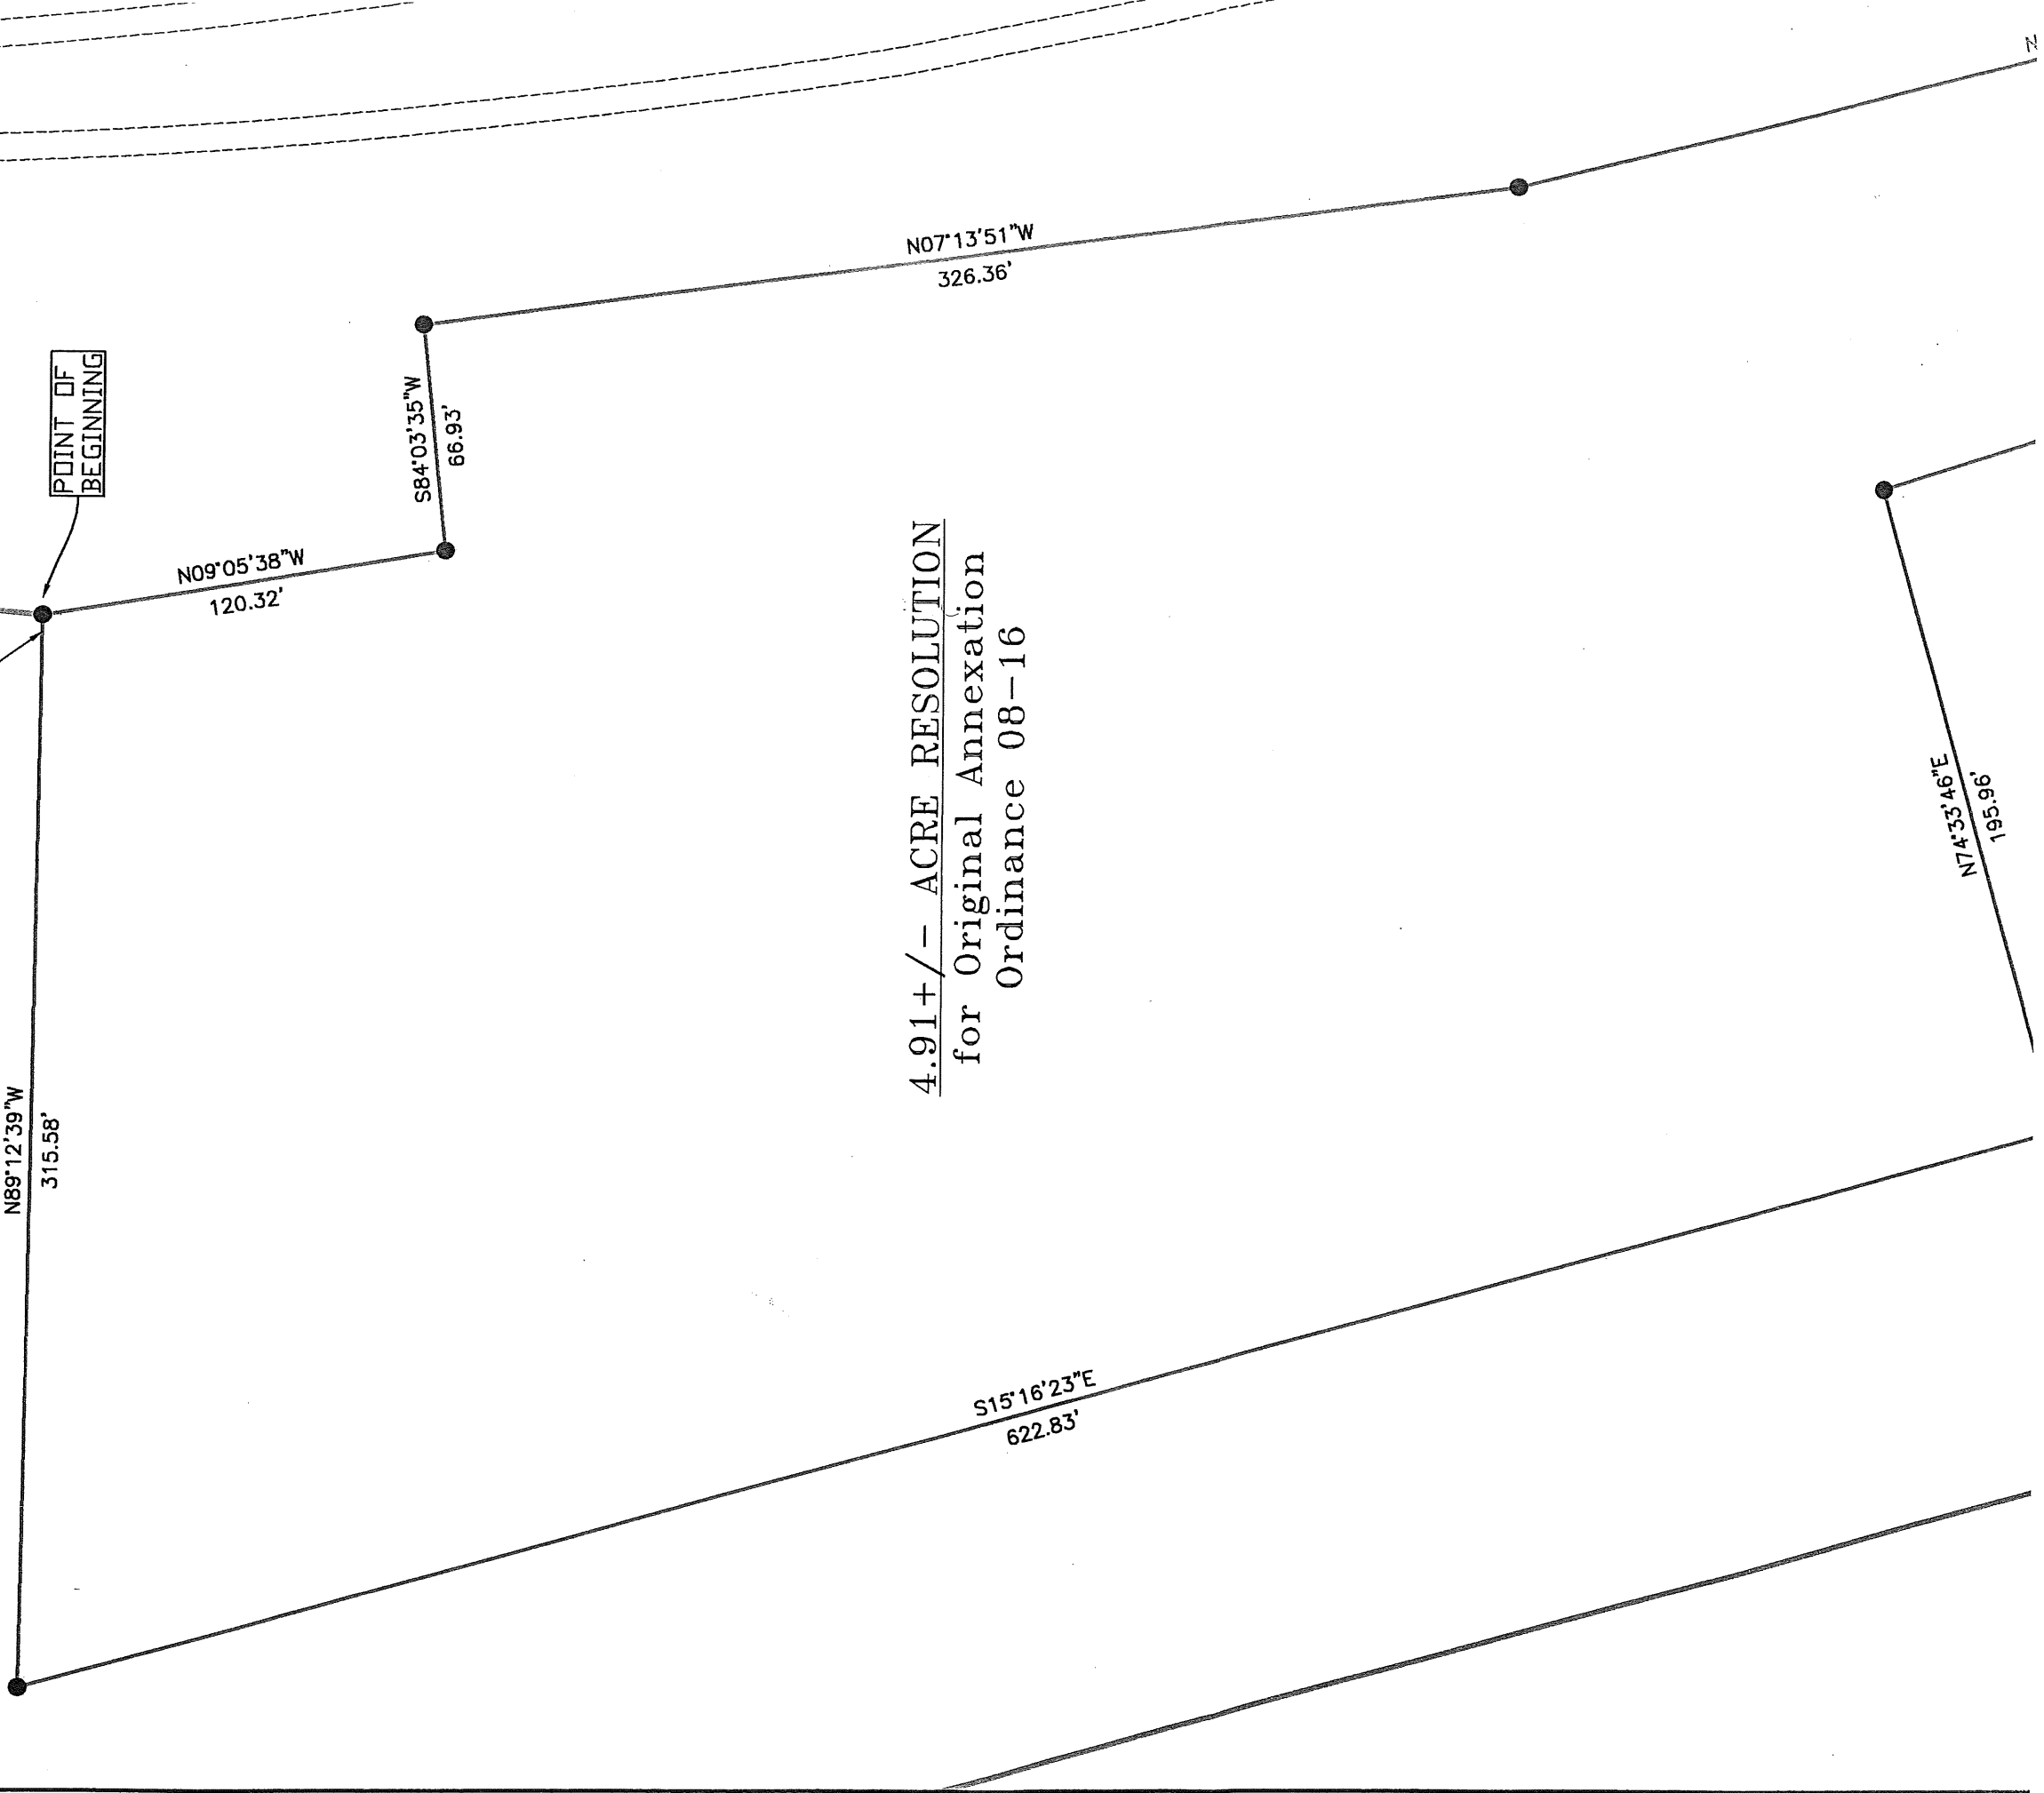 N
N07°13'51"W
326.36'
POINT OF
BEGINNING
S84°03'35"W
66.93'
N09°05'38"W
120.32'
4.91+/- ACRE RESOLUTION
for Original Annexation
Ordinance 08-16
N74°33'46"E
195.96'
N89°12'39"W
315.58'
S15°16'23"E
622.83'